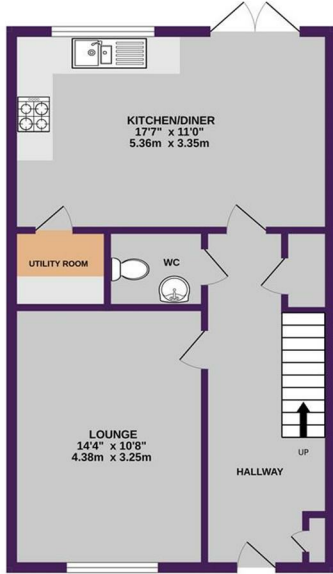 KITCHEN/DINER
17'7" x 11'0"
5.36m x 3.35m
UTILITY ROOM
WC
LOUNGE
14'4" x 10'8"
4.38m x 3.25m
UP
HALLWAY